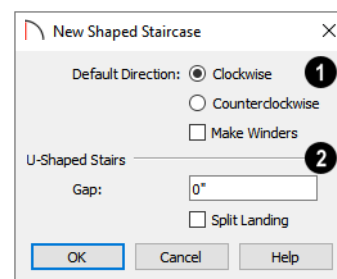 New Shaped Staircase
Default Direction: Clockwise 1
Counterclockwise
Make Winders
U-Shaped Stairs 2
Gap: 0"
Split Landing
OK Cancel Help